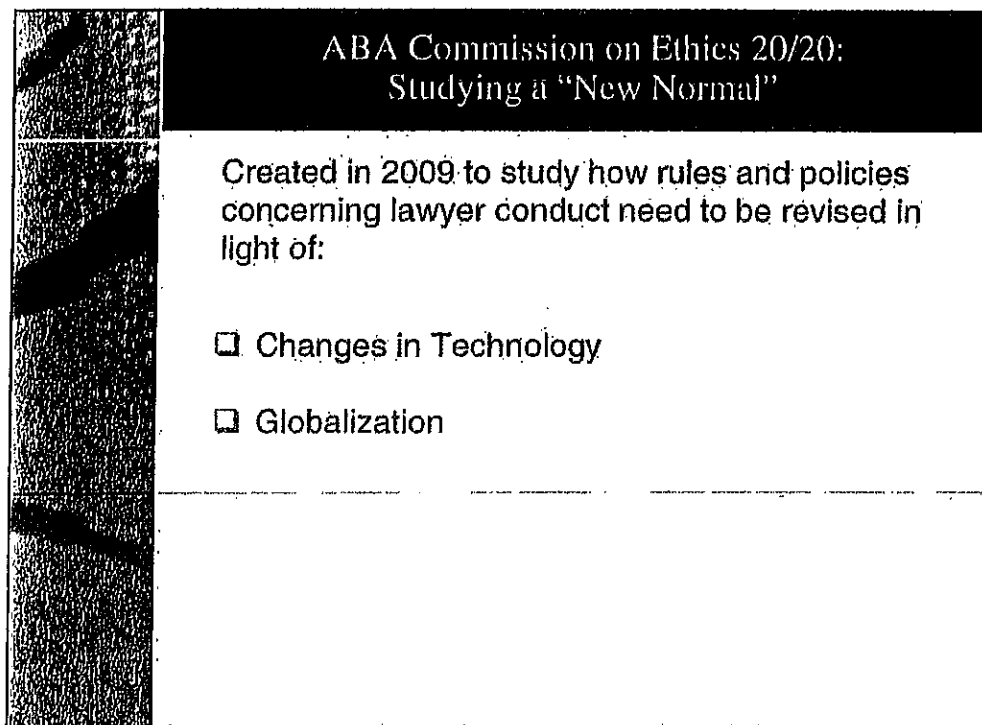 ABA Commission on Ethics 20/20:
Studying a “New Normal”
Created in 2009 to study how rules and policies
concerning lawyer conduct need to be revised in
light of:
❑ Changes in Technology
❑ Globalization